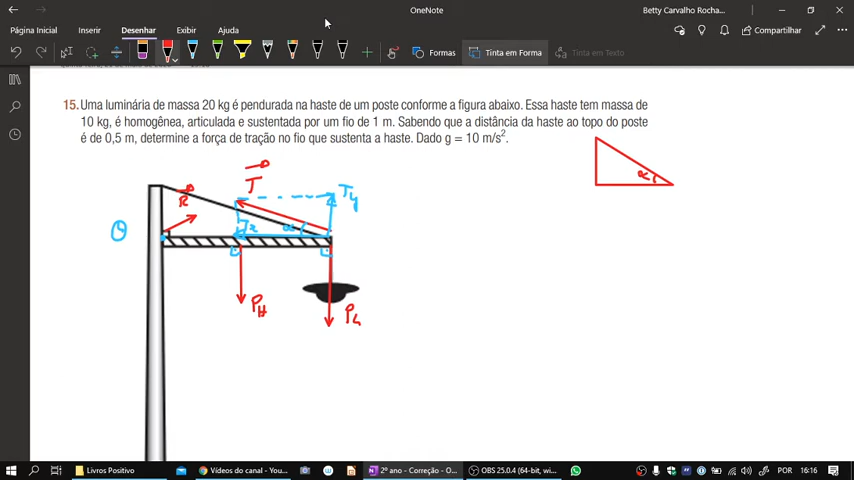 OneNote
Betty Carvalho Rocha...
Página Inicial
Inserir
Desenhar
Exibir
Ajuda
Compartilhar
Formas
Tinta em Forma
Tinta em Texto
15. Uma luminária de massa 20 kg é pendurada na haste de um poste conforme a figura abaixo. Essa haste tem massa de
10 kg, é homogênea, articulada e sustentada por um fio de 1 m. Sabendo que a distância da haste ao topo do poste
é de 0,5 m, determine a força de tração no fio que sustenta a haste. Dado g = 10 m/s².
α
T
R
Ty
Tx
α
PH
PL
Livros Positivo
Vídeos do canal - You...
2º ano - Correção - O...
OBS 25.0.4 (64-bit, wi...
POR
16:16